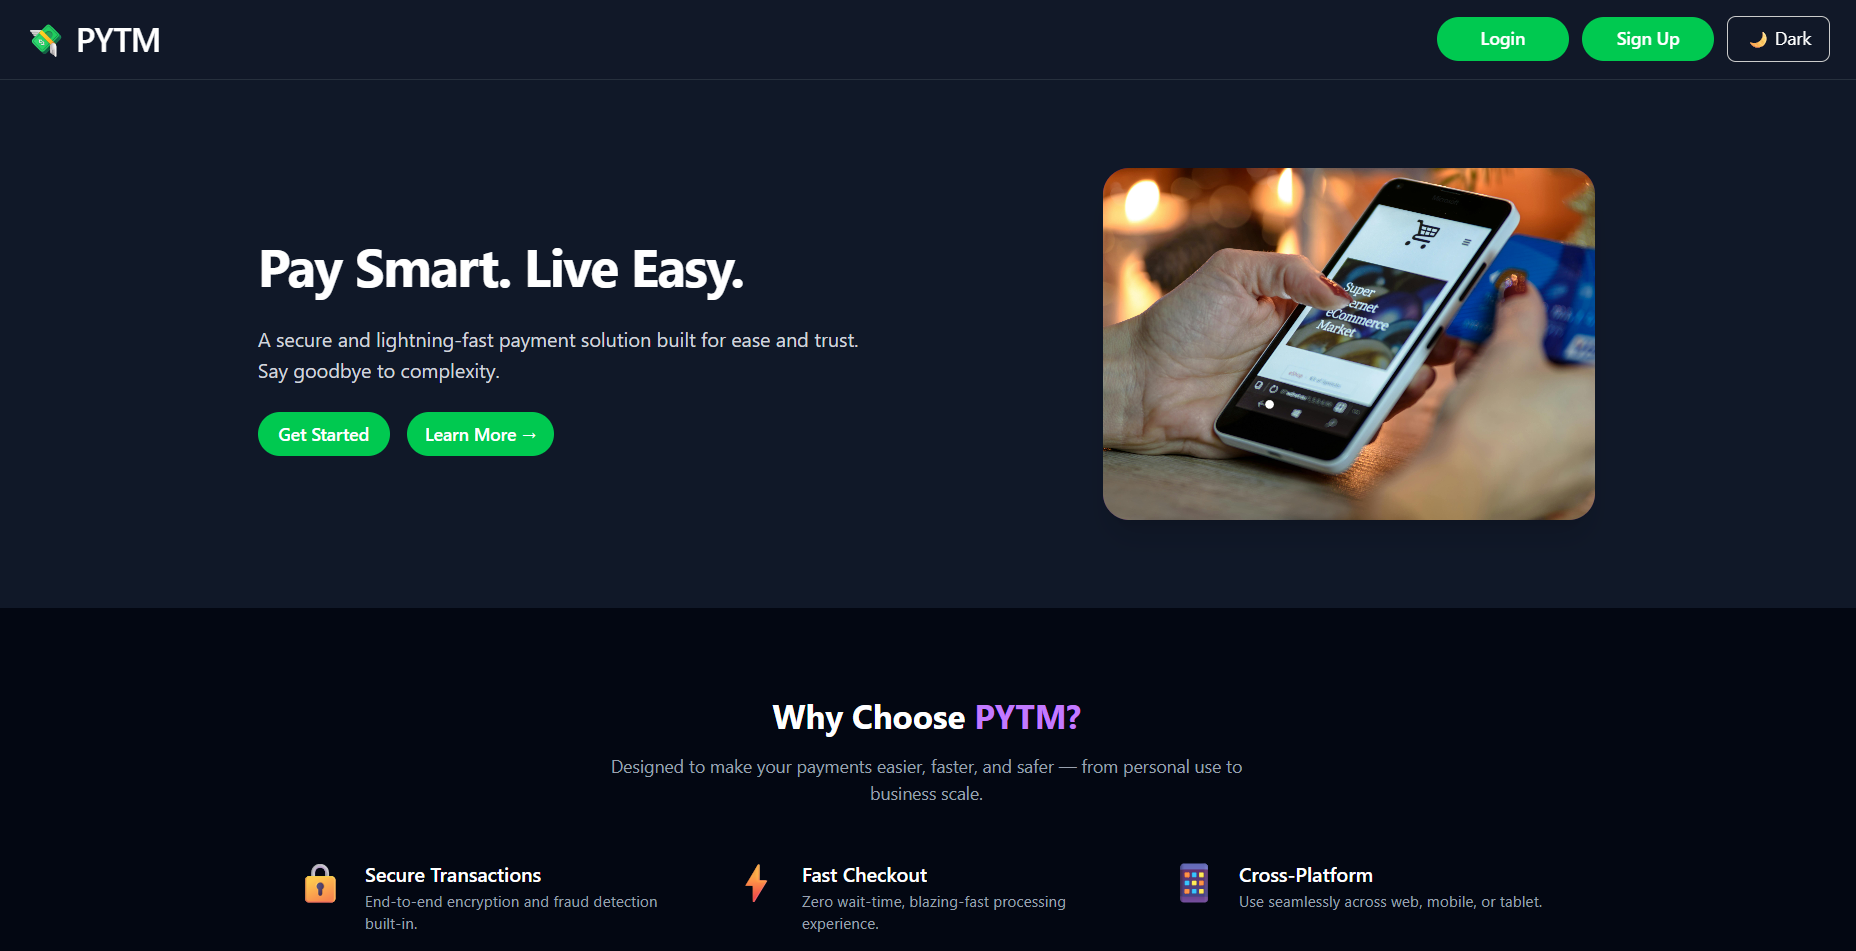 PYTM
Login
Sign Up
Dark
Pay Smart. Live Easy.
A secure and lightning-fast payment solution built for ease and trust.
Say goodbye to complexity.
Get Started
Learn More →
Super
eCommerce
Market
Why Choose PYTM?
Designed to make your payments easier, faster, and safer — from personal use to
business scale.
Secure Transactions
End-to-end encryption and fraud detection
built-in.
Fast Checkout
Zero wait-time, blazing-fast processing
experience.
Cross-Platform
Use seamlessly across web, mobile, or tablet.